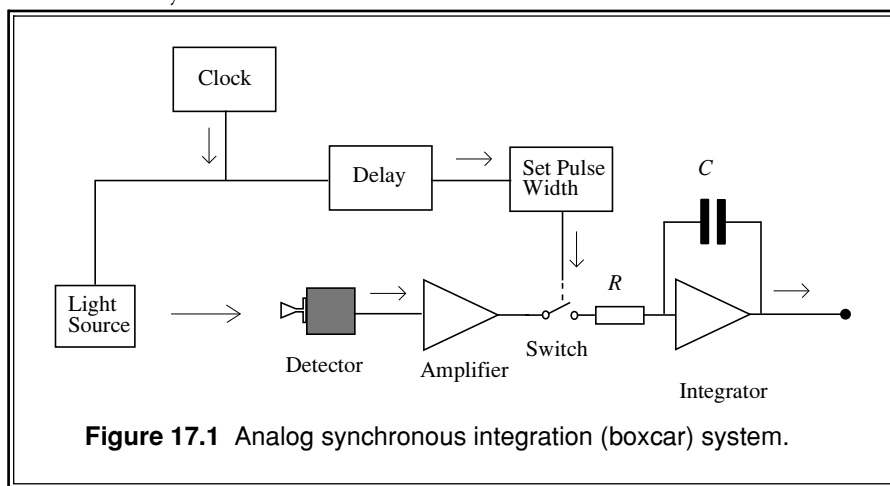 Clock
Delay
Set Pulse
Width
C
Light
Source
R
Detector
Amplifier
Switch
Integrator
Figure 17.1 Analog synchronous integration (boxcar) system.